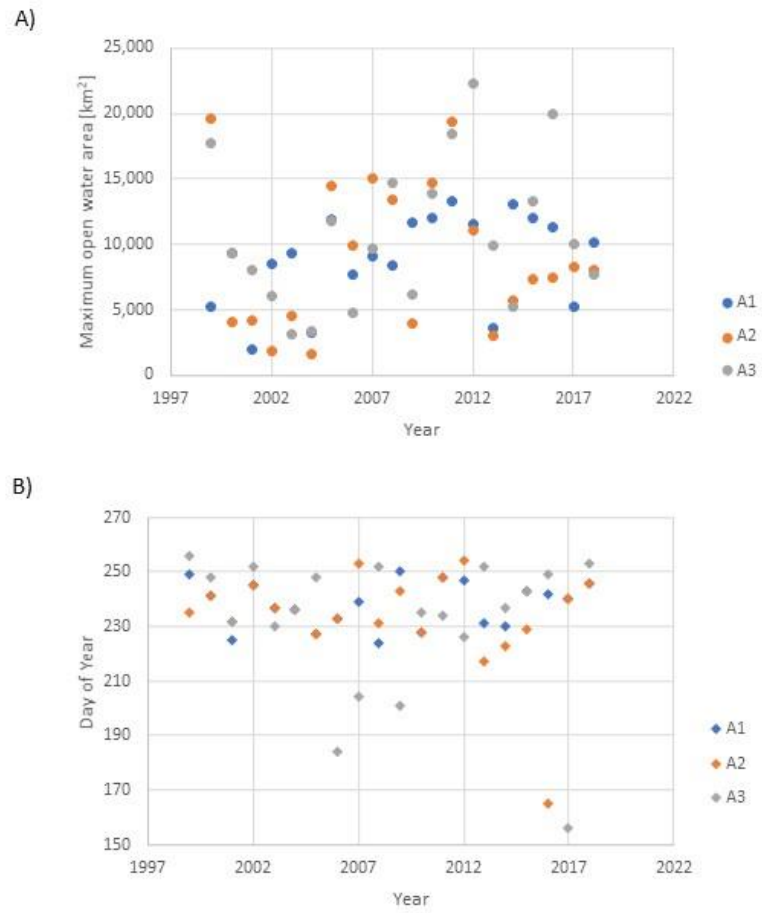 A)
Maximum open water area [km²]
25,000
20,000
15,000
10,000
5,000
0
1997 2002 2007 2012 2017 2022
Year
A1
A2
A3
B)
Day of Year
270
250
230
210
190
170
150
1997 2002 2007 2012 2017 2022
Year
A1
A2
A3